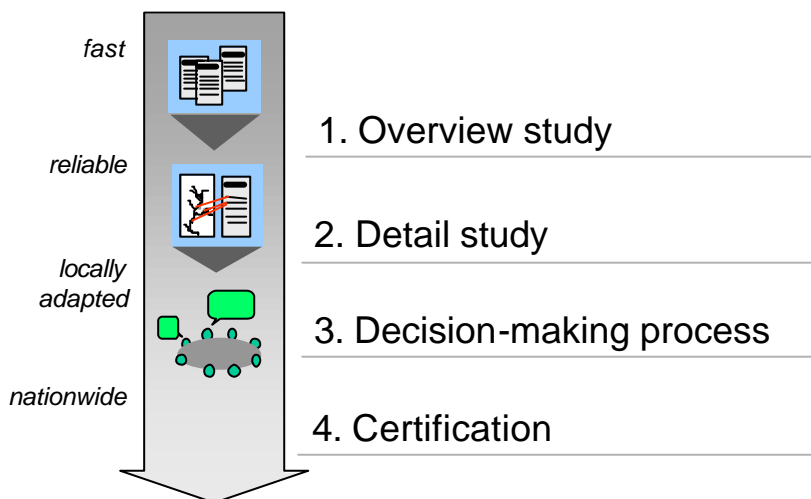 fast
1. Overview study
reliable
2. Detail study
locally
adapted
3. Decision-making process
nationwide
4. Certification